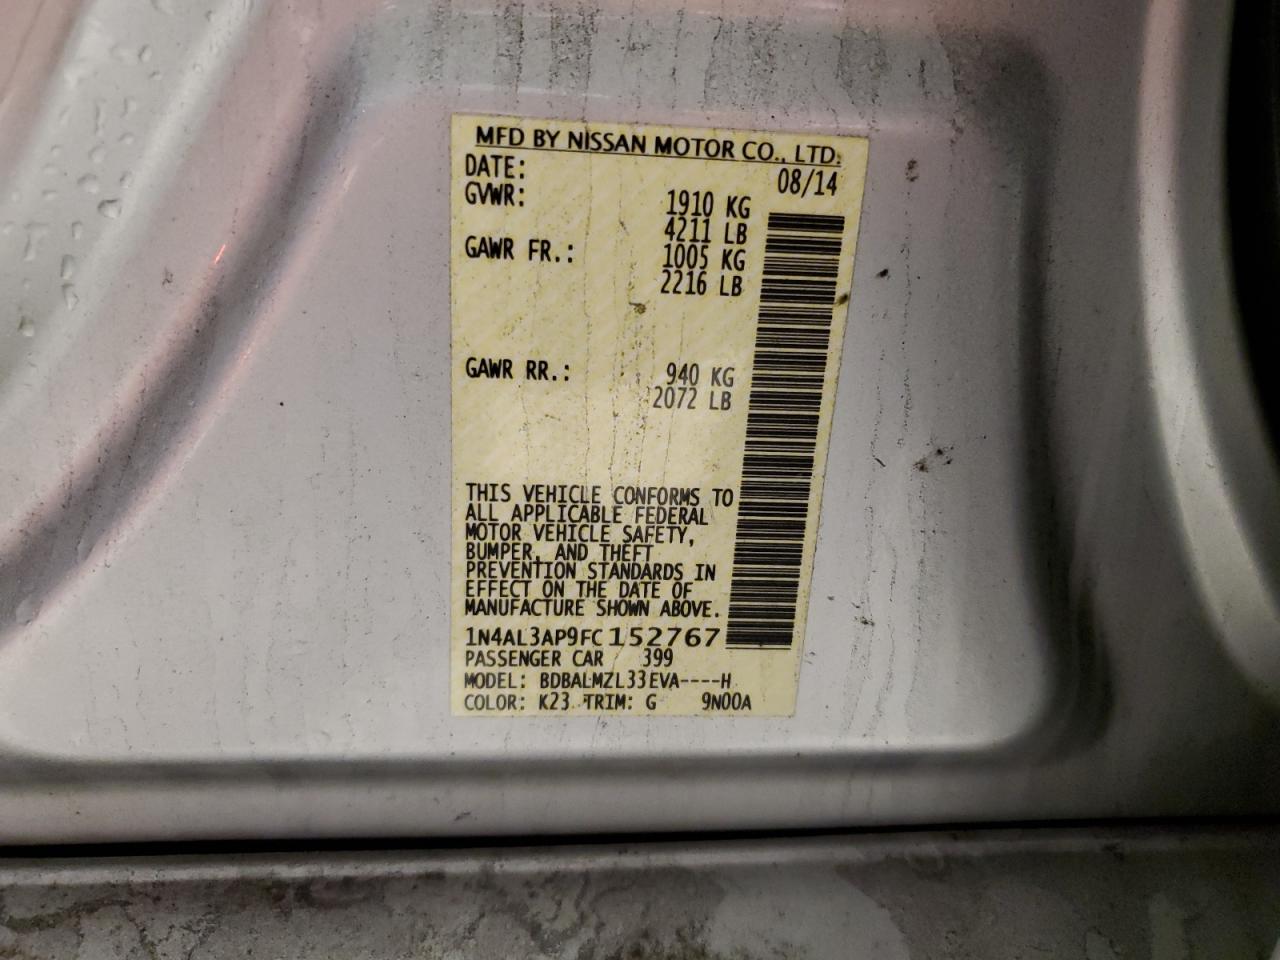 MFD BY NISSAN MOTOR CO., LTD.
DATE: 08/14
GVWR: 1910 KG
4211 LB
GAWR FR.: 1005 KG
2216 LB
GAWR RR.: 940 KG
2072 LB
THIS VEHICLE CONFORMS TO
ALL APPLICABLE FEDERAL
MOTOR VEHICLE SAFETY,
BUMPER, AND THEFT
PREVENTION STANDARDS IN
EFFECT ON THE DATE OF
MANUFACTURE SHOWN ABOVE.
1N4AL3AP9FC152767
PASSENGER CAR 399
MODEL: BDBALMZL33EVA----H
COLOR: K23 TRIM: G 9N00A